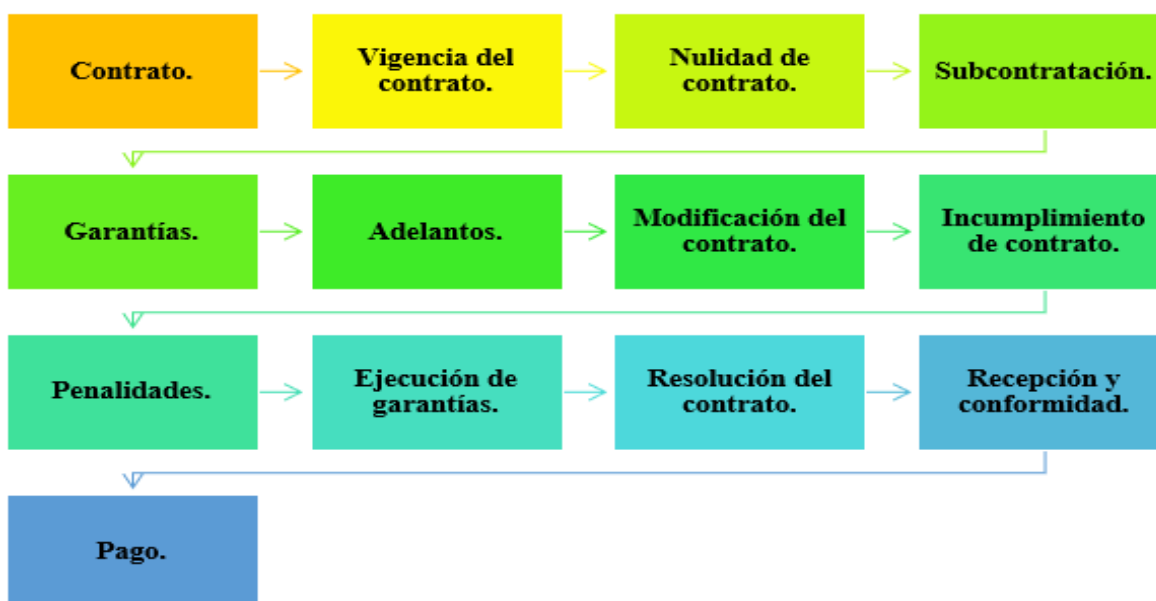 Contrato.
Vigencia del
contrato.
Nulidad de
contrato.
Subcontratación.
Garantías.
Adelantos.
Modificación del
contrato.
Incumplimiento
de contrato.
Penalidades.
Ejecución de
garantías.
Resolución del
contrato.
Recepción y
conformidad.
Pago.